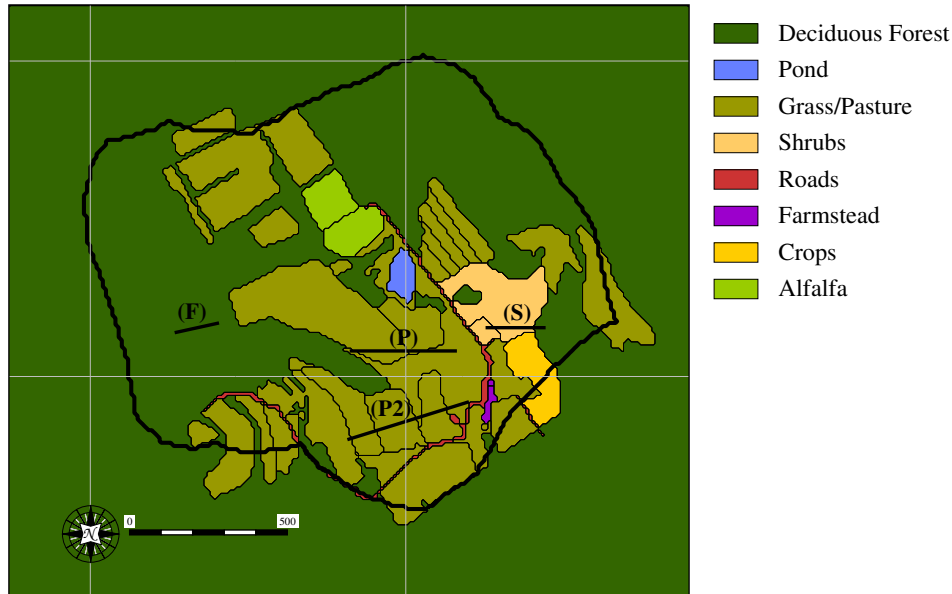 Deciduous Forest
Pond
Grass/Pasture
Shrubs
Roads
Farmstead
Crops
Alfalfa
(F)
(S)
(P)
(P2)
0
500
N